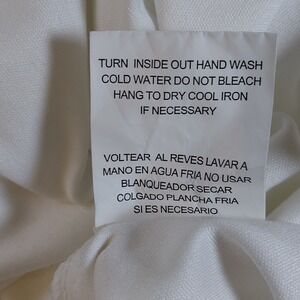 TURN INSIDE OUT HAND WASH
COLD WATER DO NOT BLEACH
HANG TO DRY COOL IRON
IF NECESSARY
VOLTEAR AL REVES LAVAR A
MANO EN AGUA FRIA NO USAR
BLANQUEADOR SECAR
COLGADO PLANCHA FRIA
SI ES NECESARIO